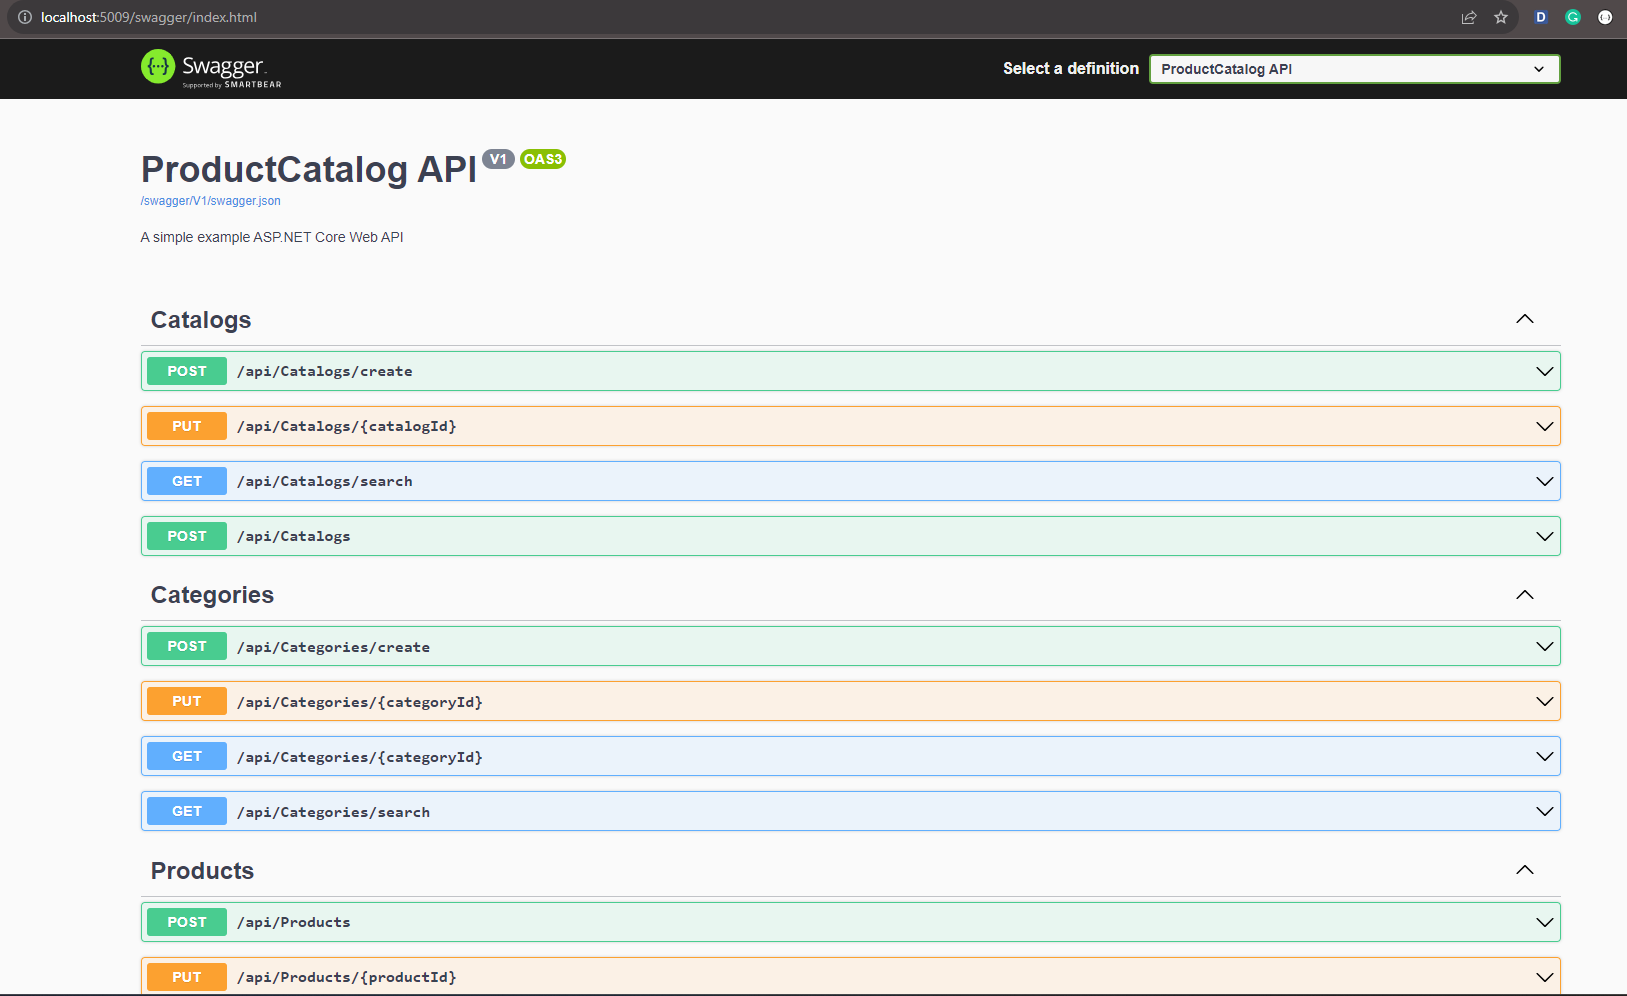 localhost:5009/swagger/index.html
D
G
{··} Swagger
Supported by SMARTBEAR
Select a definition
ProductCatalog API
ProductCatalog API V1 OAS3
/swagger/V1/swagger.json
A simple example ASP.NET Core Web API
Catalogs
POST /api/Catalogs/create
PUT /api/Catalogs/{catalogId}
GET /api/Catalogs/search
POST /api/Catalogs
Categories
POST /api/Categories/create
PUT /api/Categories/{categoryId}
GET /api/Categories/{categoryId}
GET /api/Categories/search
Products
POST /api/Products
PUT /api/Products/{productId}